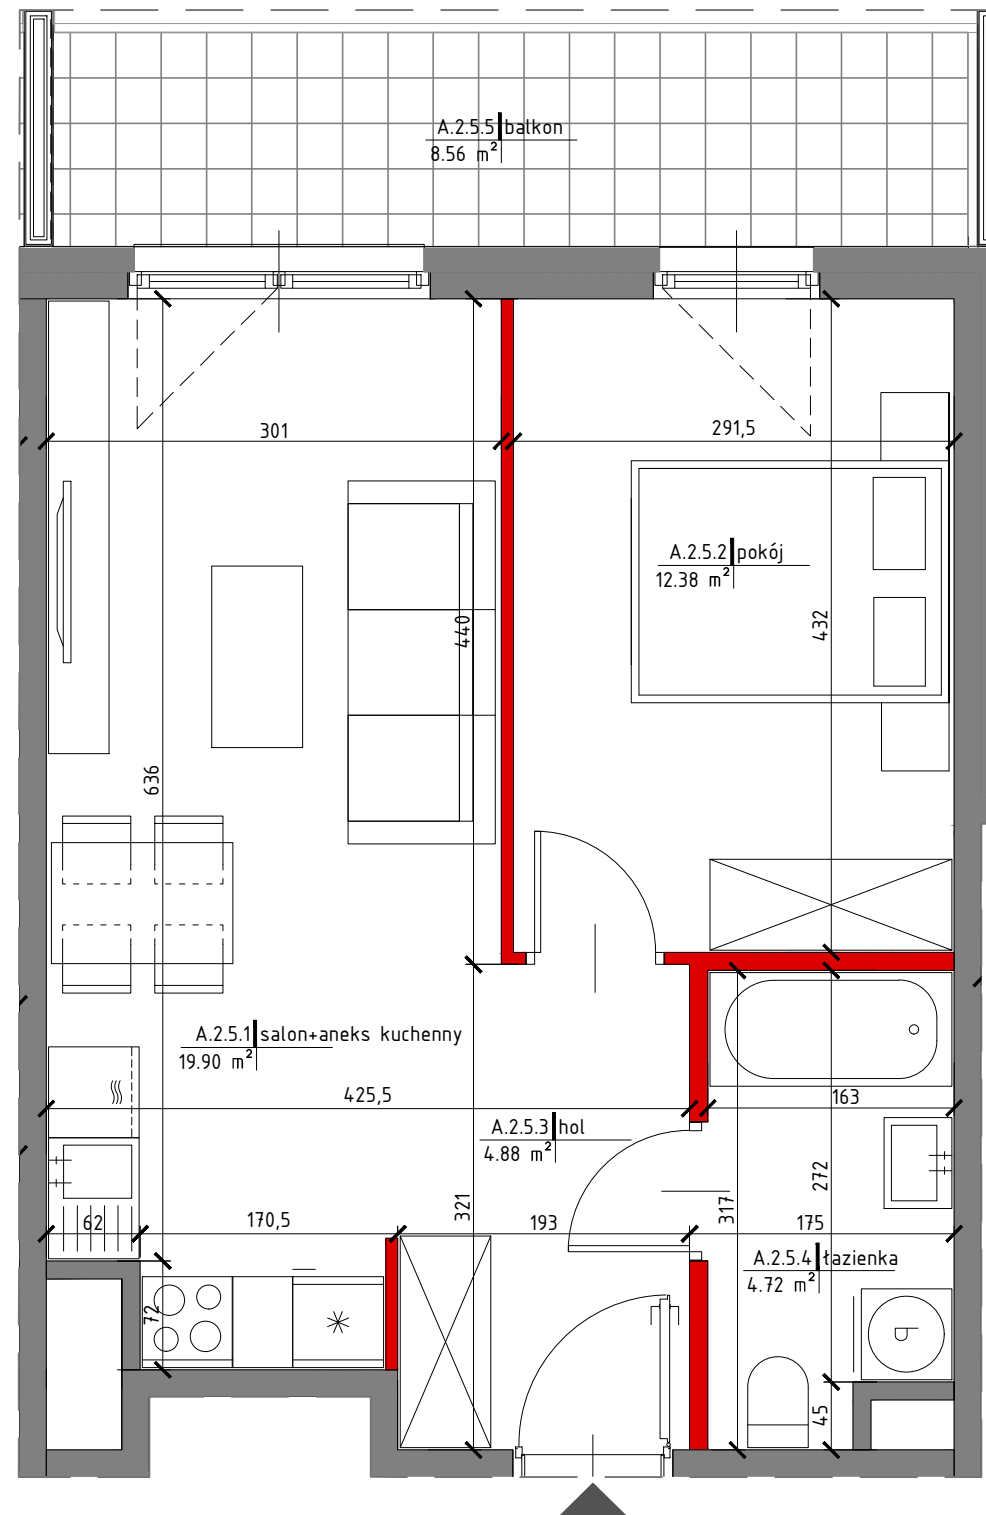 A.2.5.5 balkon
8.56 m²
301
291,5
A.2.5.2 pokój
12.38 m²
440
432
636
A.2.5.1 salon+aneks kuchenny
19.90 m²
425,5
163
A.2.5.3 hol
4.88 m²
272
321
317
62
170,5
193
175
A.2.5.4 łazienka
4.72 m²
72
45